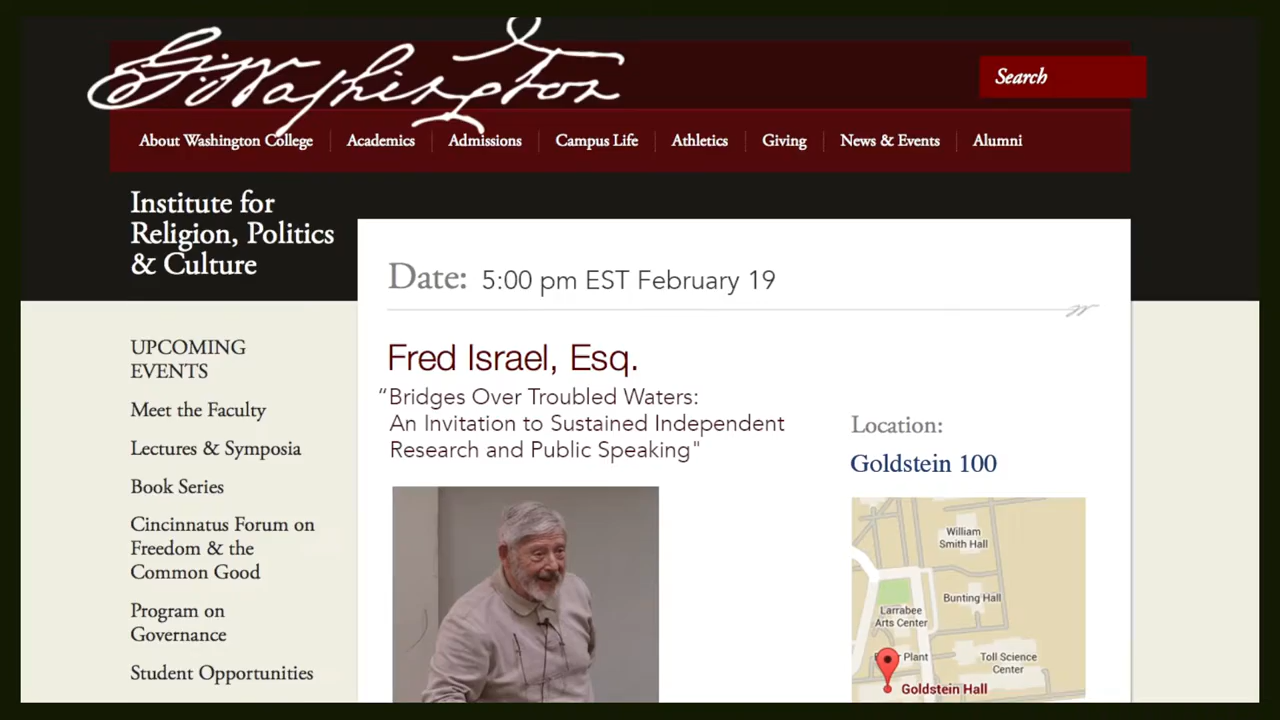 G. Washington
Search
About Washington College
Academics
Admissions
Campus Life
Athletics
Giving
News & Events
Alumni
Institute for
Religion, Politics
& Culture
Date: 5:00 pm EST February 19
UPCOMING
EVENTS
Meet the Faculty
Lectures & Symposia
Book Series
Cincinnatus Forum on
Freedom & the
Common Good
Program on
Governance
Student Opportunities
Fred Israel, Esq.
“Bridges Over Troubled Waters:
An Invitation to Sustained Independent
Research and Public Speaking"
Location:
Goldstein 100
William
Smith Hall
Bunting Hall
Larrabee
Arts Center
Plant
Toll Science
Center
Goldstein Hall